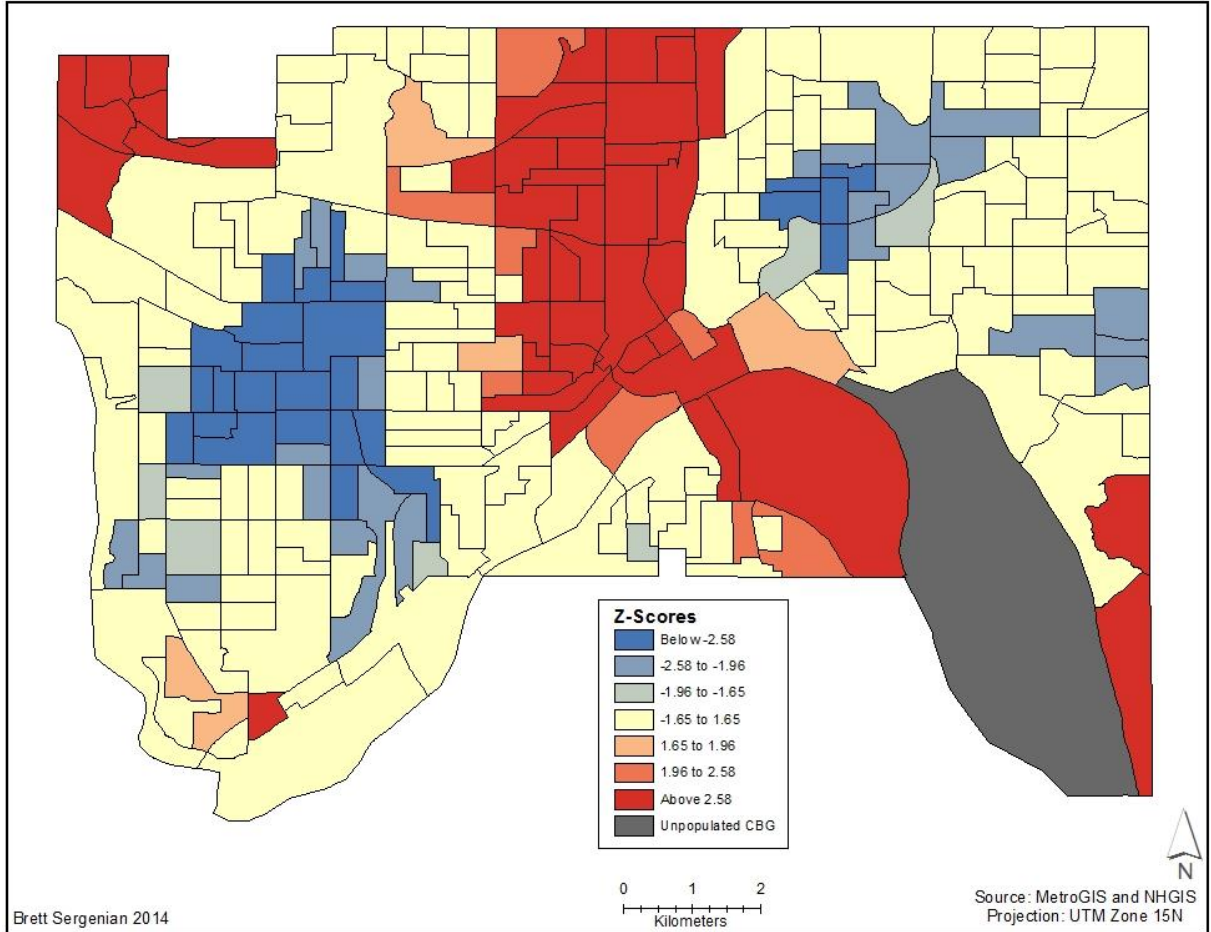 Z-Scores
Below -2.58
-2.58 to -1.96
-1.96 to -1.65
-1.65 to 1.65
1.65 to 1.96
1.96 to 2.58
Above 2.58
Unpopulated CBG
0 1 2
Kilometers
N
Brett Sergenian 2014
Source: MetroGIS and NHGIS
Projection: UTM Zone 15N